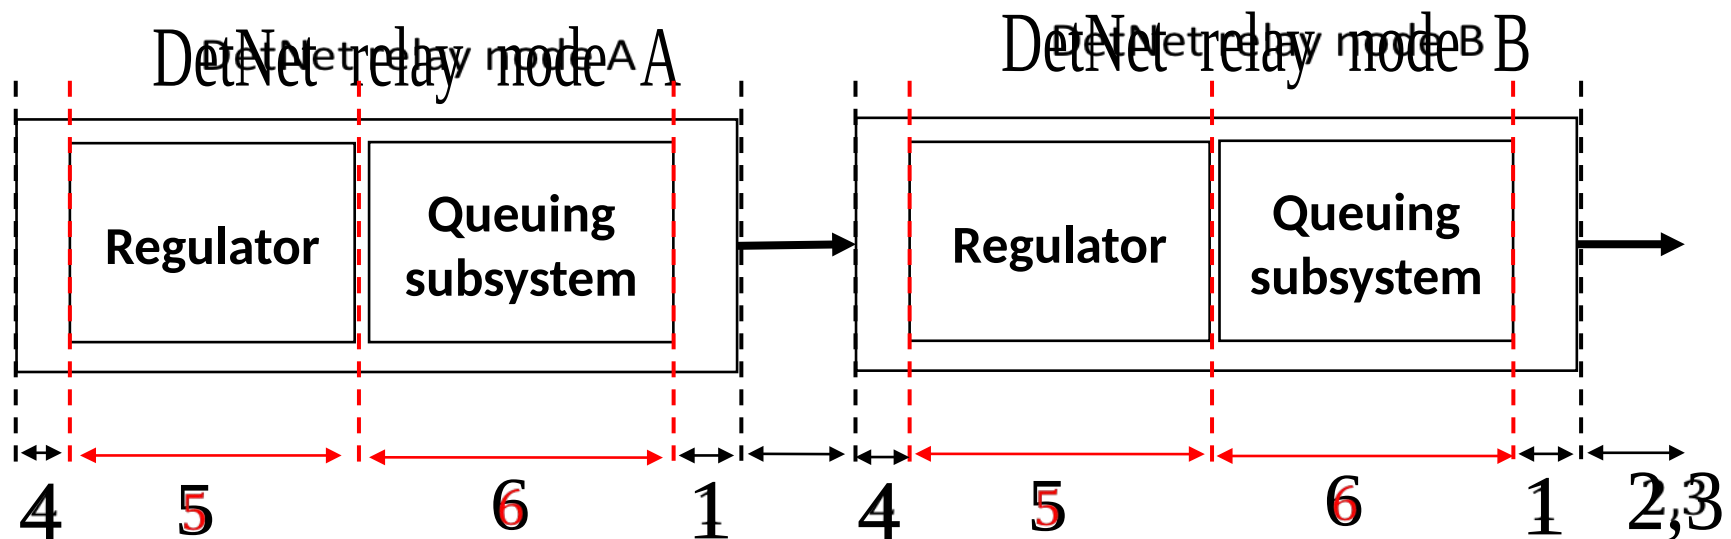 DetNet relay node A
DetNet relay node B
Regulator
Queuing
subsystem
Regulator
Queuing
subsystem
4 5 6 1 4 5 6 1 2,3